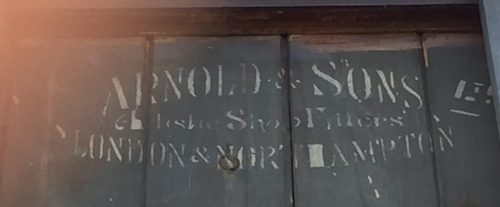 ARNOLD & SONS
Artistic Shop Fitters
LONDON & NORTHAMPTON